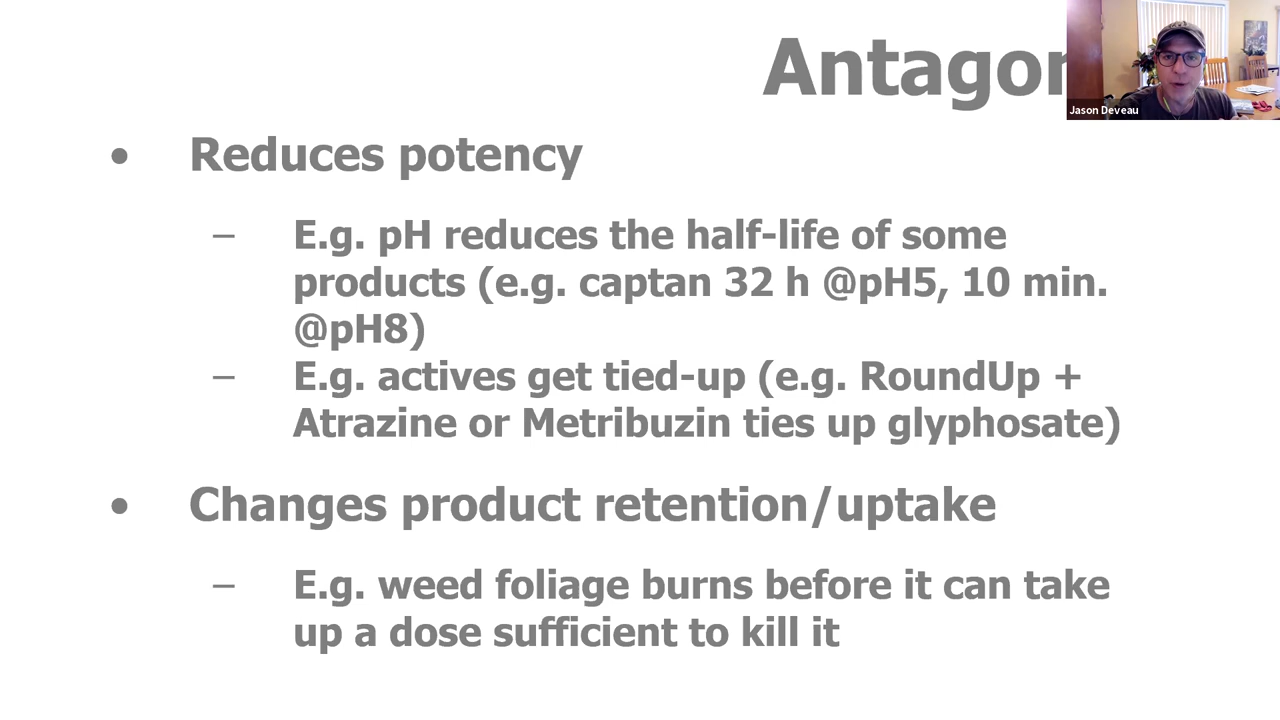 Jason Deveau
• Reduces potency
– E.g. pH reduces the half-life of some
products (e.g. captan 32 h @pH5, 10 min.
@pH8)
– E.g. actives get tied-up (e.g. RoundUp +
Atrazine or Metribuzin ties up glyphosate)
• Changes product retention/uptake
– E.g. weed foliage burns before it can take
up a dose sufficient to kill it